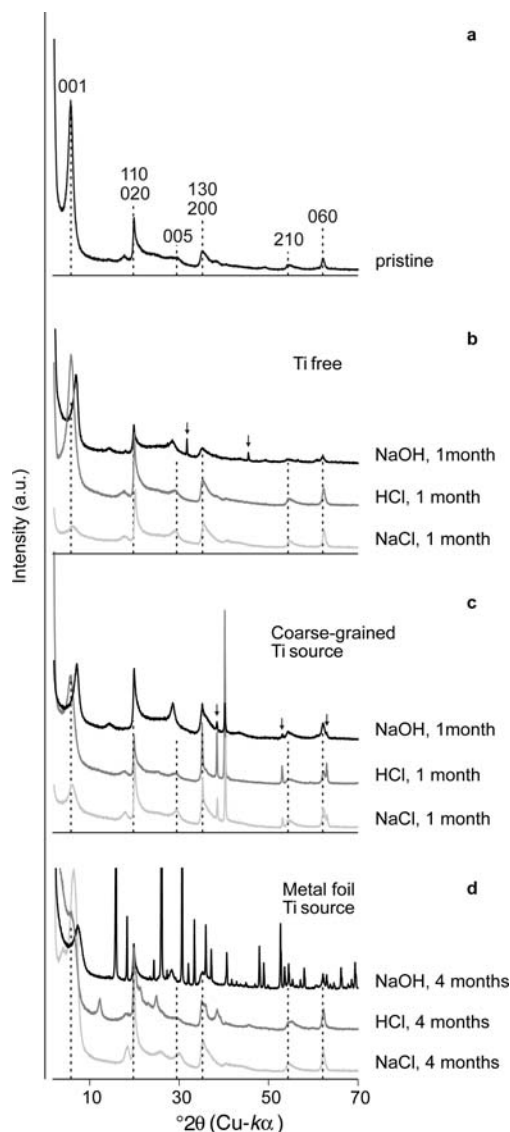 a
001
110
020
005
130
200
210
060
pristine
b
Ti free
NaOH, 1month
HCl, 1 month
NaCl, 1 month
Intensity (a.u.)
c
Coarse-grained
Ti source
NaOH, 1month
HCl, 1 month
NaCl, 1 month
d
Metal foil
Ti source
NaOH, 4 months
HCl, 4 months
NaCl, 4 months
10 30 50 70
°2θ (Cu-kα)